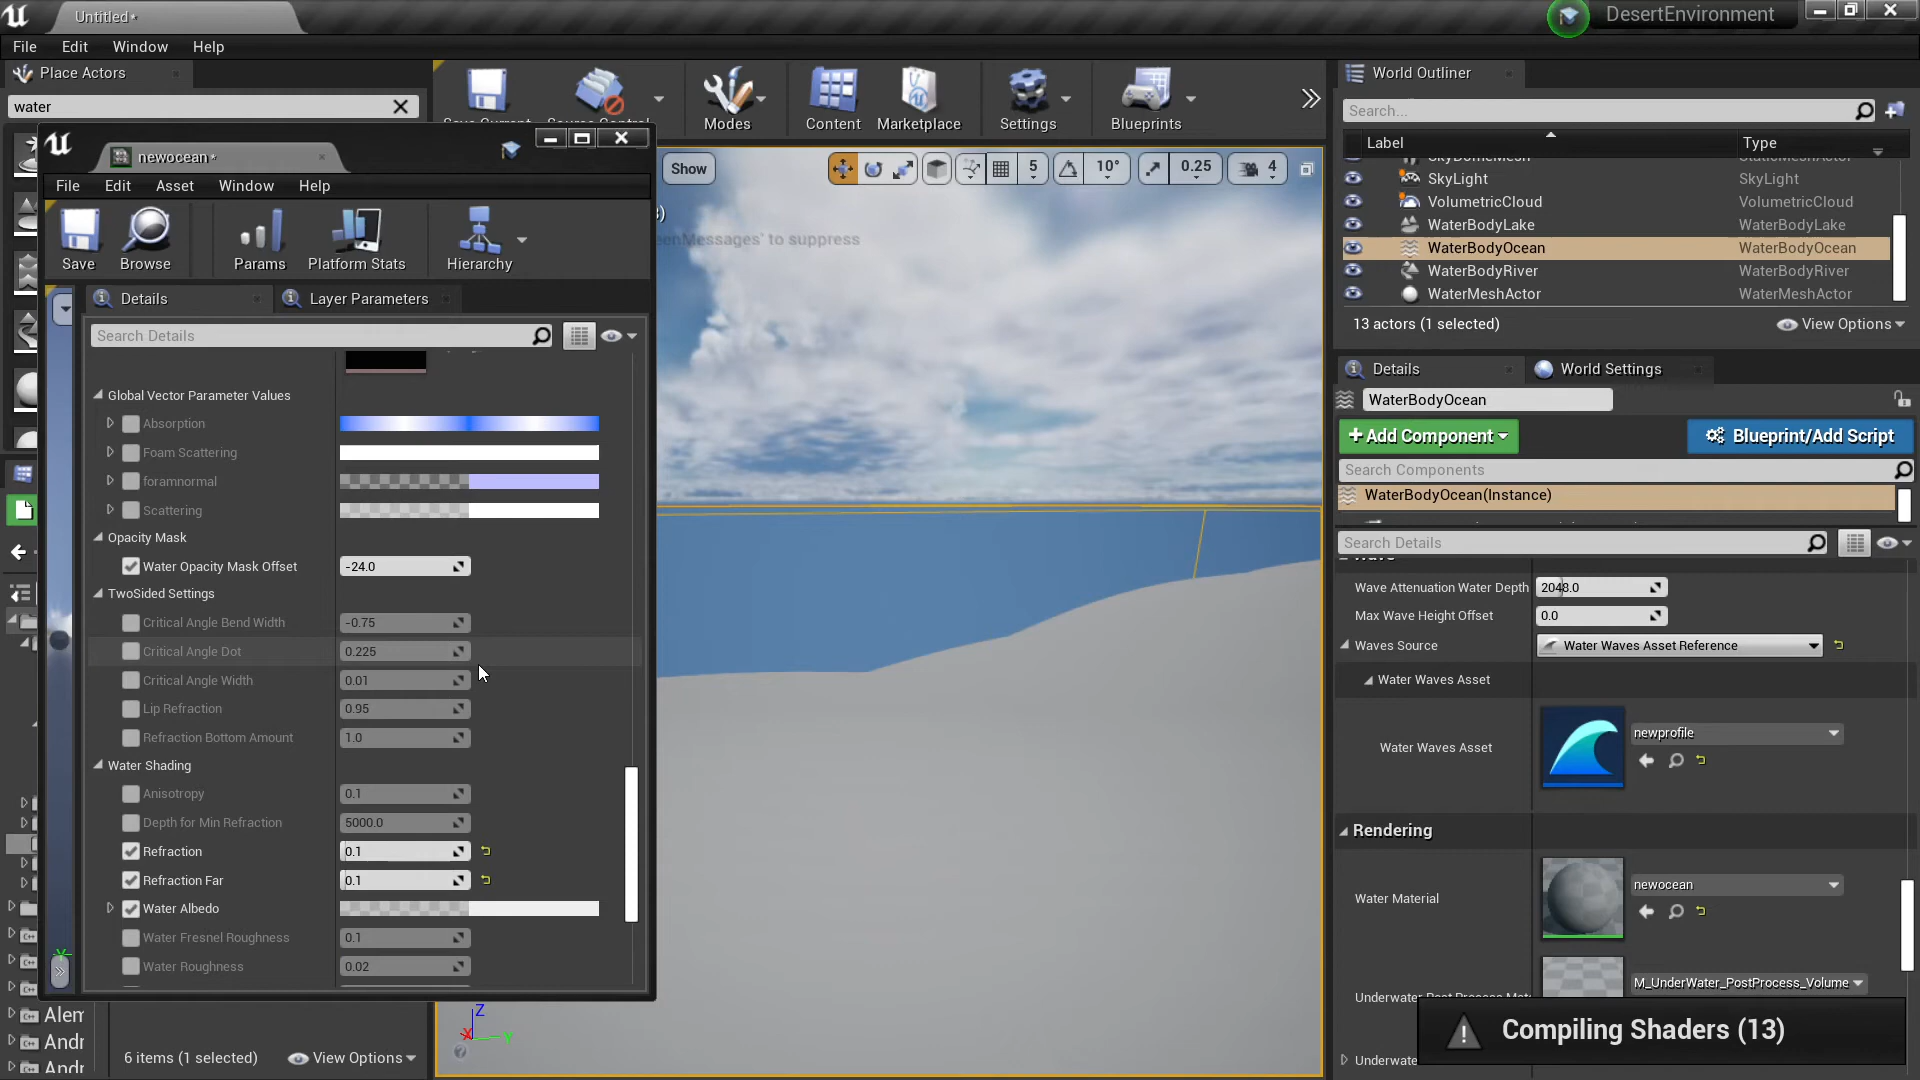 Untitled*
DesertEnvironment
File Edit Window Help
Place Actors
water
Modes
Content
Marketplace
Settings
Blueprints
World Outliner
Search...
Label Type
SkyLight SkyLight
VolumetricCloud VolumetricCloud
WaterBodyLake WaterBodyLake
WaterBodyOcean WaterBodyOcean
WaterBodyRiver WaterBodyRiver
WaterMeshActor WaterMeshActor
13 actors (1 selected) View Options
newocean*
File Edit Asset Window Help
Save
Browse
Params
Platform Stats
Hierarchy
Details Layer Parameters
Search Details
Global Vector Parameter Values
Absorption
Foam Scattering
foramnormal
Scattering
Opacity Mask
Water Opacity Mask Offset -24.0
TwoSided Settings
Critical Angle Bend Width -0.75
Critical Angle Dot 0.225
Critical Angle Width 0.01
Lip Refraction 0.95
Refraction Bottom Amount 1.0
Water Shading
Anisotropy 0.1
Depth for Min Refraction 5000.0
Refraction 0.1
Refraction Far 0.1
Water Albedo
Water Fresnel Roughness 0.1
Water Roughness 0.02
Show 5 10° 0.25 4
to suppress
Z
X
Y
Details World Settings
WaterBodyOcean
+Add Component Blueprint/Add Script
Search Components
WaterBodyOcean(Instance)
Search Details
Wave Attenuation Water Depth 2048.0
Max Wave Height Offset 0.0
Waves Source Water Waves Asset Reference
Water Waves Asset
Water Waves Asset newprofile
Rendering
Water Material newocean
M_UnderWater_PostProcess_Volume
Compiling Shaders (13)
6 items (1 selected) View Options